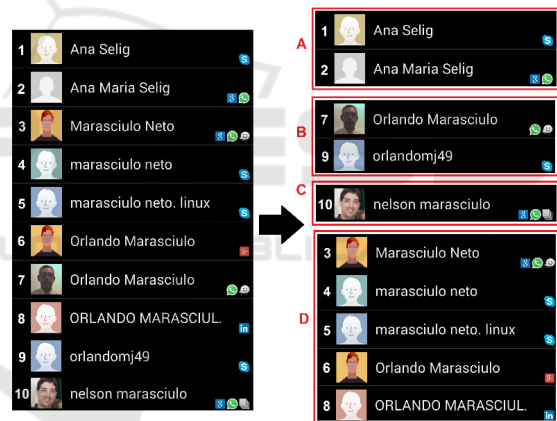 1 Ana Selig
2 Ana Maria Selig
3 Marasciulo Neto
4 marasciulo neto
5 marasciulo neto. linux
6 Orlando Marasciulo
7 Orlando Marasciulo
8 ORLANDO MARASCIUL.
9 orlandomj49
10 nelson marasciulo
A
1 Ana Selig
2 Ana Maria Selig
B
7 Orlando Marasciulo
9 orlandomj49
C
10 nelson marasciulo
D
3 Marasciulo Neto
4 marasciulo neto
5 marasciulo neto. linux
6 Orlando Marasciulo
8 ORLANDO MARASCIUL.